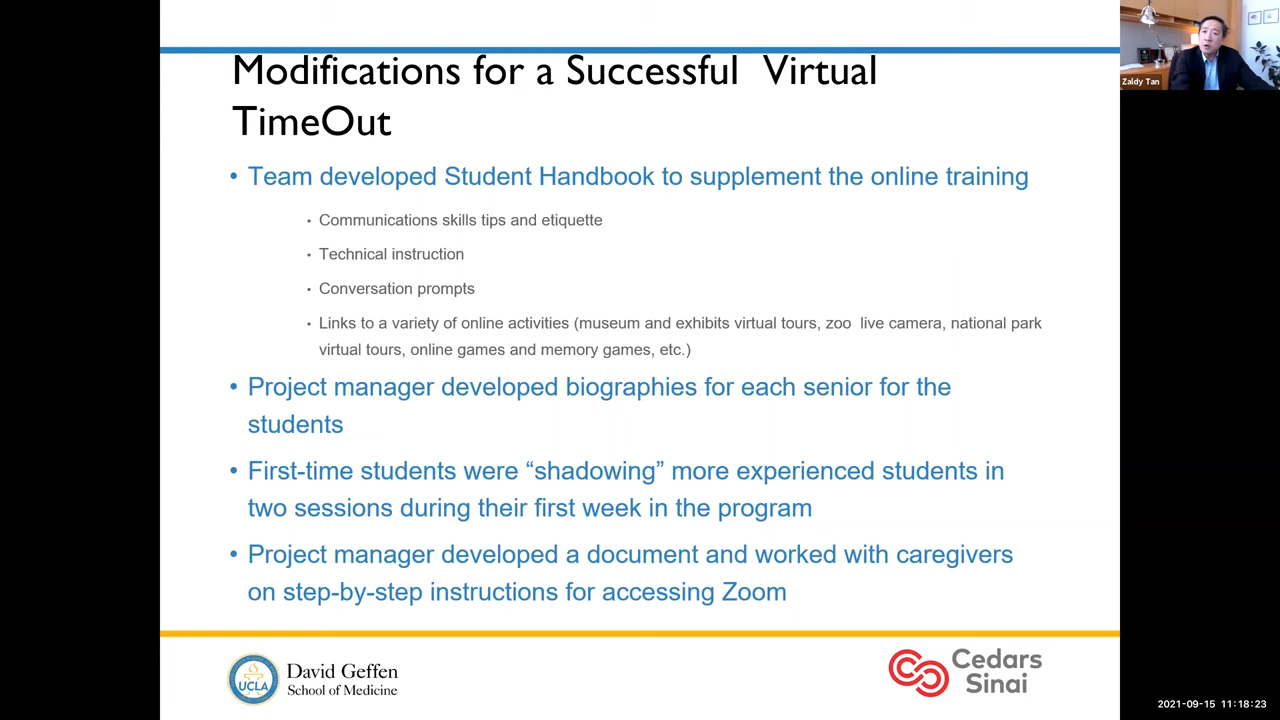 Modifications for a Successful  Virtual
TimeOut
• Team developed Student Handbook to supplement the online training
• Communications skills tips and etiquette
• Technical instruction
• Conversation prompts
• Links to a variety of online activities (museum and exhibits virtual tours, zoo  live camera, national park
virtual tours, online games and memory games, etc.)
• Project manager developed biographies for each senior for the
students
• First-time students were “shadowing” more experienced students in
two sessions during their first week in the program
• Project manager developed a document and worked with caregivers
on step-by-step instructions for accessing Zoom
UCLA
David Geffen
School of Medicine
Cedars
Sinai
Zaldy Tan
2021-09-15 11:18:23